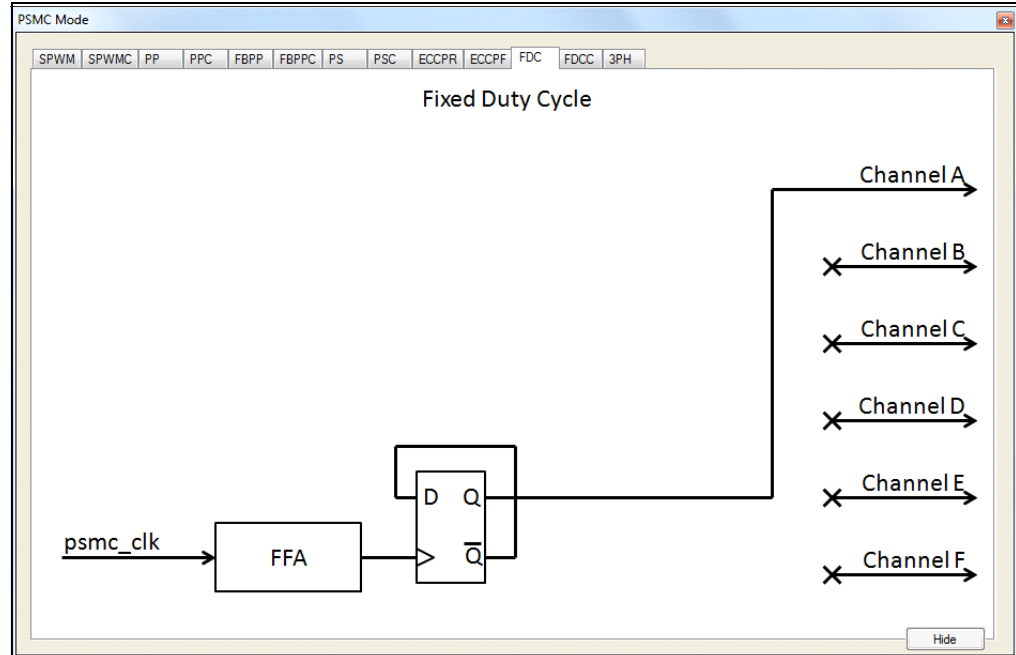 PSMC Mode
SPWM SPWMC PP PPC FBPP FBPPC PS PSC ECCPR ECCPF FDC FDCC 3PH
Fixed Duty Cycle
Channel A
Channel B
Channel C
Channel D
Channel E
Channel F
D Q
Q̅
psmc_clk
FFA
Hide